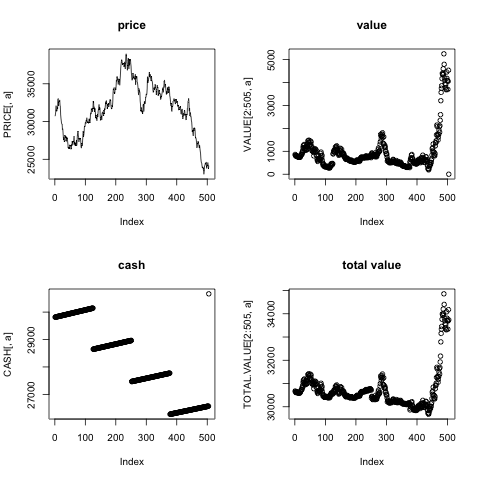 price
PRICE[, a]
35000
30000
25000
0 100 200 300 400 500
Index
value
VALUE[2:505, a]
5000
3000
1000
0
0 100 200 300 400 500
Index
cash
CASH[, a]
29000
27000
0 100 200 300 400 500
Index
total value
TOTAL.VALUE[2:505, a]
34000
32000
30000
0 100 200 300 400 500
Index